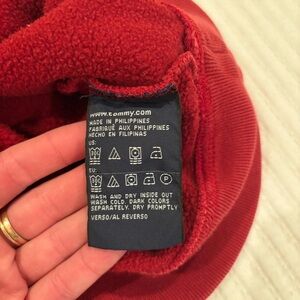 www.tommy.com
MADE IN PHILIPPINES
FABRIQUÉ AUX PHILIPPINES
HECHO EN FILIPINAS
US:
EU:
P
WASH AND DRY INSIDE OUT
WASH COLD. DARK COLORS
SEPARATELY. DRY PROMPTLY
VERSO/AL REVERSO